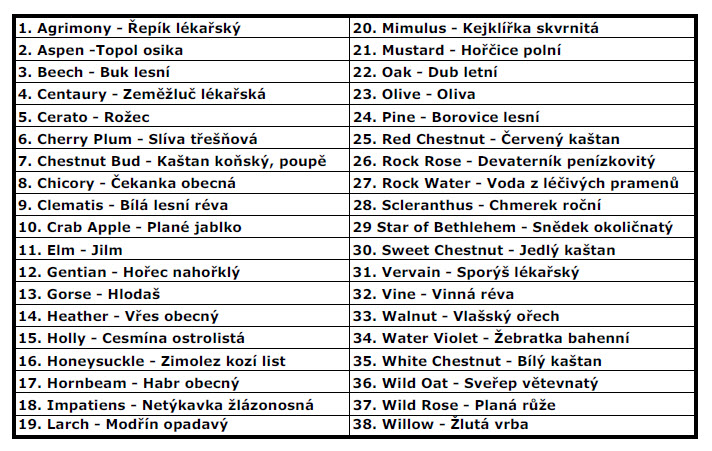 1. Agrimony - Řepík lékařský
2. Aspen -Topol osika
3. Beech - Buk lesní
4. Centaury - Zeměžluč lékařská
5. Cerato - Rožec
6. Cherry Plum - Slíva třešňová
7. Chestnut Bud - Kaštan koňský, poupě
8. Chicory - Čekanka obecná
9. Clematis - Bílá lesní réva
10. Crab Apple - Plané jablko
11. Elm - Jilm
12. Gentian - Hořec nahořklý
13. Gorse - Hlodaš
14. Heather - Vřes obecný
15. Holly - Cesmína ostrolistá
16. Honeysuckle - Zimolez kozí list
17. Hornbeam - Habr obecný
18. Impatiens - Netýkavka žlázonosná
19. Larch - Modřín opadavý
20. Mimulus - Kejklířka skvrnitá
21. Mustard - Hořčice polní
22. Oak - Dub letní
23. Olive - Oliva
24. Pine - Borovice lesní
25. Red Chestnut - Červený kaštan
26. Rock Rose - Devaterník penízkovitý
27. Rock Water - Voda z léčivých pramenů
28. Scleranthus - Chmerek roční
29 Star of Bethlehem - Snědek okoličnatý
30. Sweet Chestnut - Jedlý kaštan
31. Vervain - Sporýš lékařský
32. Vine - Vinná réva
33. Walnut - Vlašský ořech
34. Water Violet - Žebratka bahenní
35. White Chestnut - Bílý kaštan
36. Wild Oat - Sveřep větevnatý
37. Wild Rose - Planá růže
38. Willow - Žlutá vrba